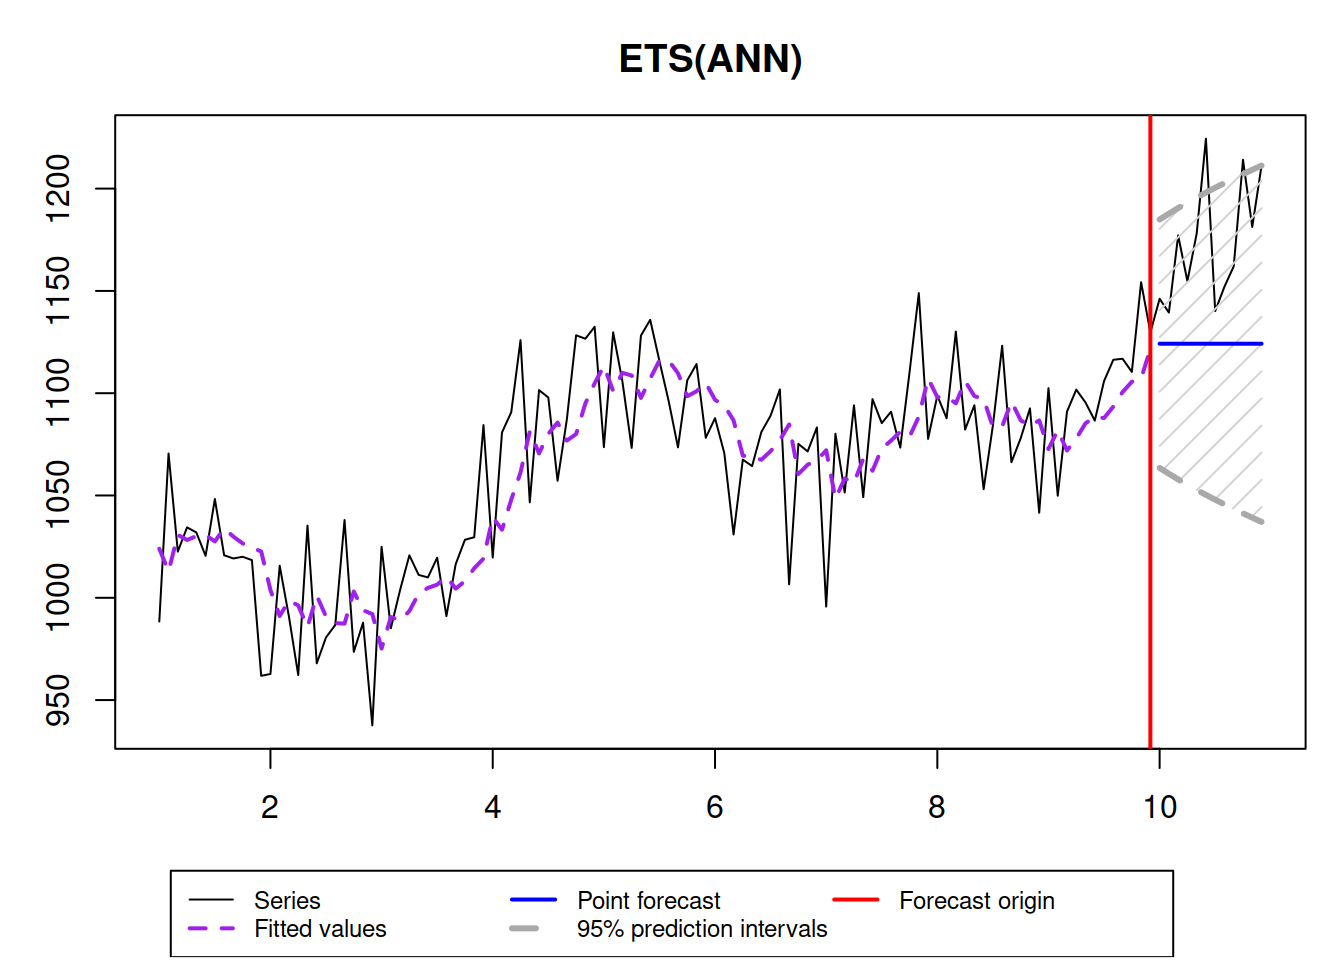 ETS(ANN)
1200
1150
1100
1050
1000
950
2 4 6 8 10
Series Point forecast Forecast origin
Fitted values 95% prediction intervals